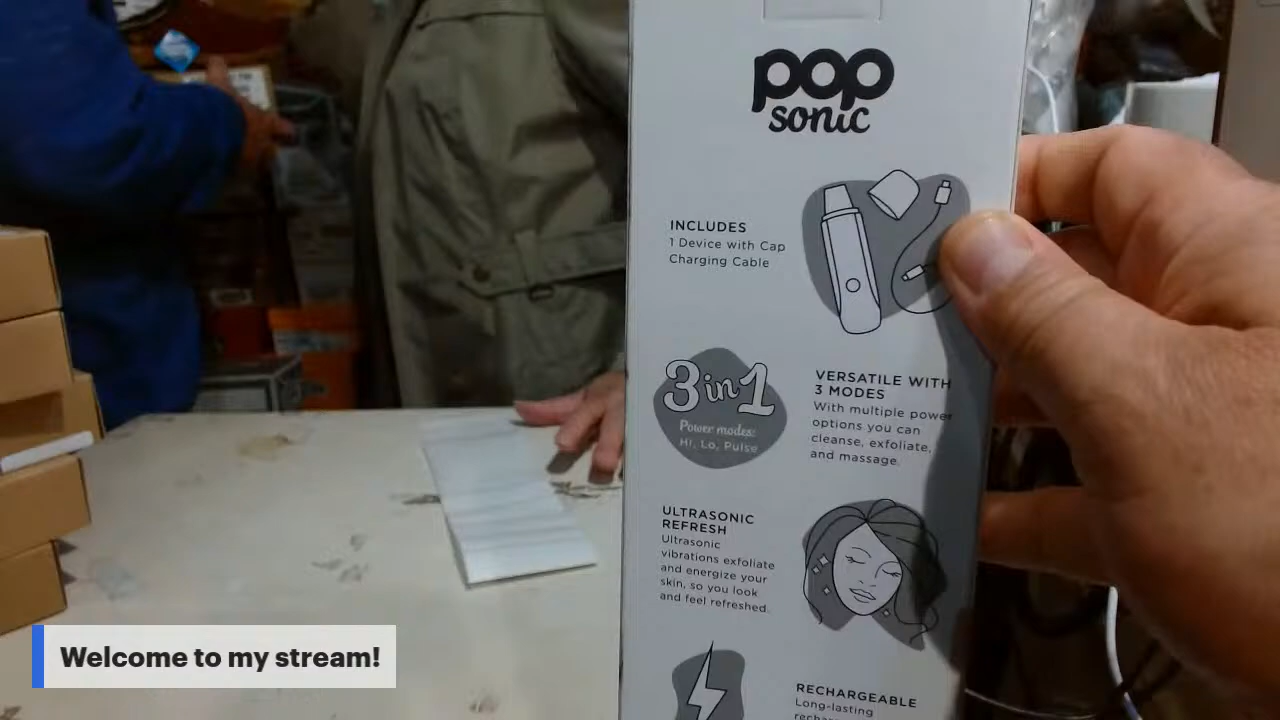 pop
sonic
INCLUDES
1 Device with Cap
Charging Cable
3 in 1
Power modes:
Hi, Lo, Pulse
VERSATILE WITH
3 MODES
With multiple power
options you can
cleanse, exfoliate,
and massage.
ULTRASONIC
REFRESH
Ultrasonic
vibrations exfoliate
and energize your
skin, so you look
and feel refreshed.
RECHARGEABLE
Long-lasting
Welcome to my stream!